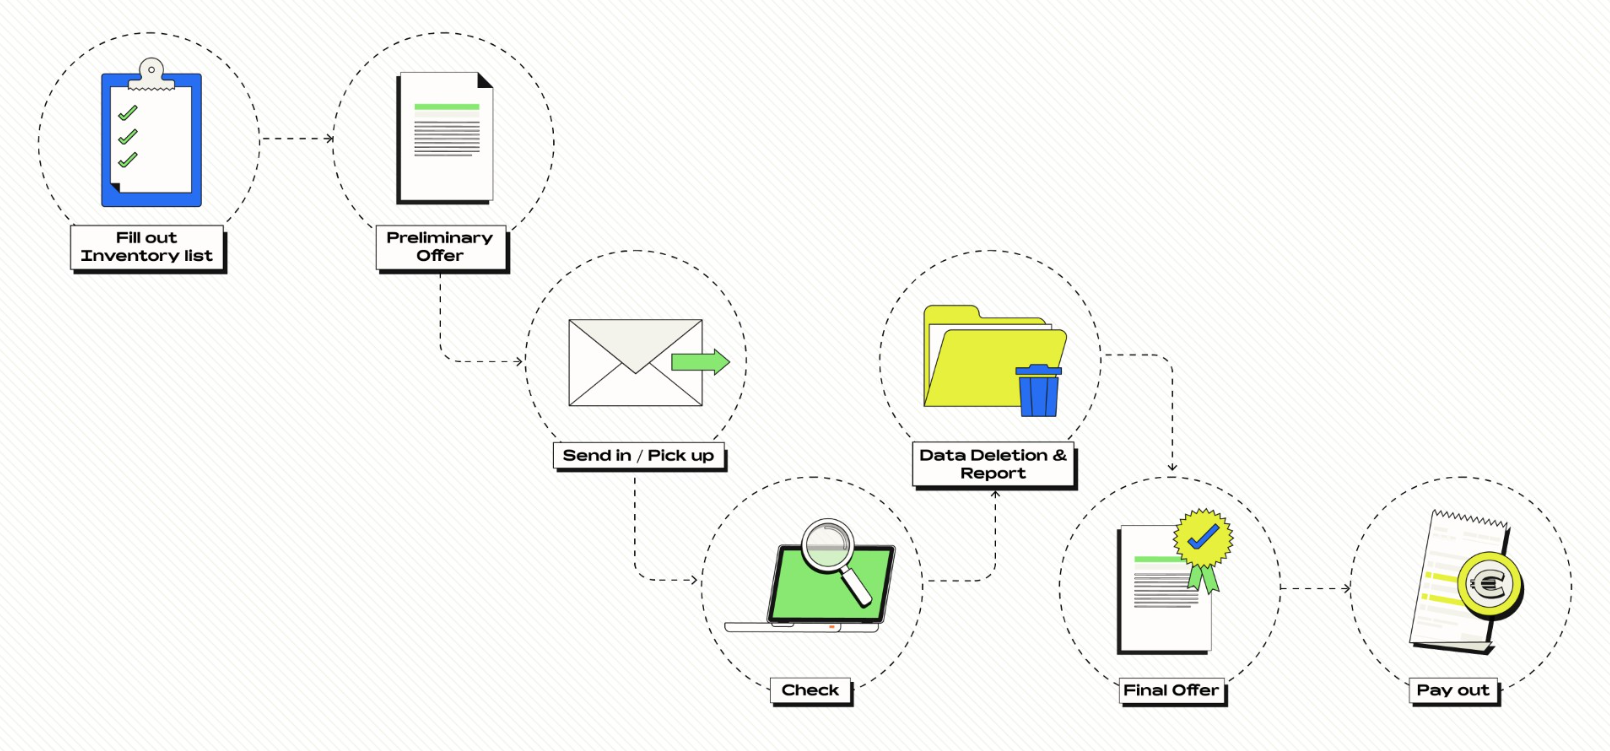 Fill out
Inventory list
Preliminary
Offer
Send in / Pick up
Check
Data Deletion &
Report
Final Offer
Pay out